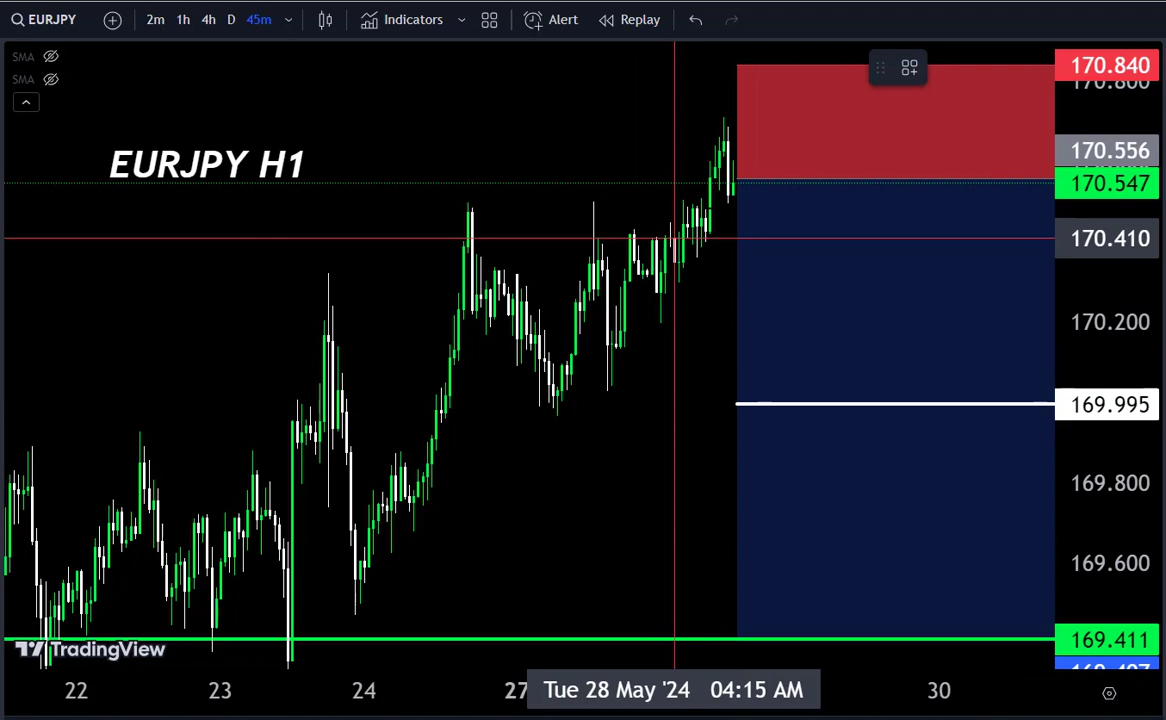 EURJPY 2m 1h 4h D 45m Indicators Alert Replay
SMA
SMA
EURJPY H1
170.840
170.800
170.556
170.547
170.410
170.200
169.995
169.800
169.600
169.411
TradingView
22 23 24 27 Tue 28 May '24 04:15 AM 30